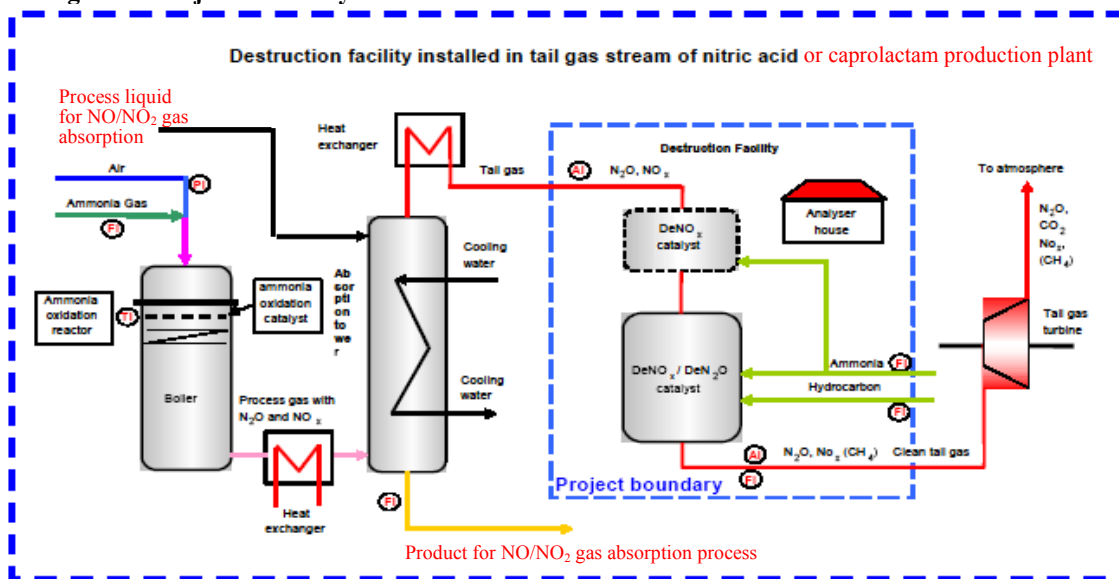 Destruction facility installed in tail gas stream of nitric acid or caprolactam production plant
Process liquid
for NO/NO₂ gas
absorption
Heat
exchanger
Air
PI
Ammonia Gas
FI
Tail gas
AI
N₂O, NOₓ
Destruction Facility
DeNOₓ
catalyst
Analyser
house
To atmosphere
N₂O,
CO₂
Noₓ,
(CH₄)
Cooling
water
Ammonia
oxidation
reactor
TI
ammonia
oxidation
catalyst
Ab
sor
pti
on
to
we
r
Boiler
Cooling
water
Process gas with
N₂O and NOₓ
DeNOₓ / DeN₂O
catalyst
Ammonia
FI
Hydrocarbon
FI
Tail gas
turbine
Heat
exchanger
FI
AI
FI
N₂O, Noₓ (CH₄) Clean tail gas
Project boundary
Product for NO/NO₂ gas absorption process